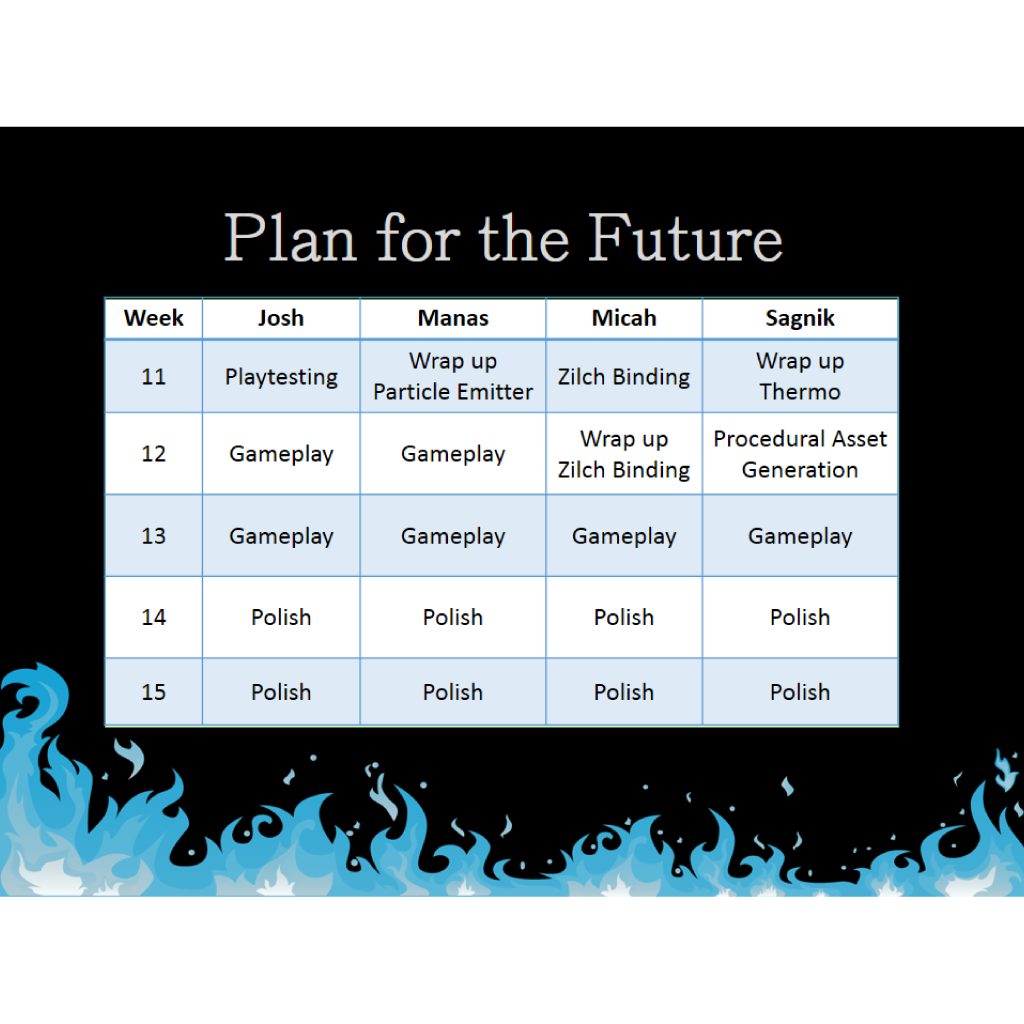 Plan for the Future
Week Josh Manas Micah Sagnik
11 Playtesting Wrap up Particle Emitter Zilch Binding Wrap up Thermo
12 Gameplay Gameplay Wrap up Zilch Binding Procedural Asset Generation
13 Gameplay Gameplay Gameplay Gameplay
14 Polish Polish Polish Polish
15 Polish Polish Polish Polish